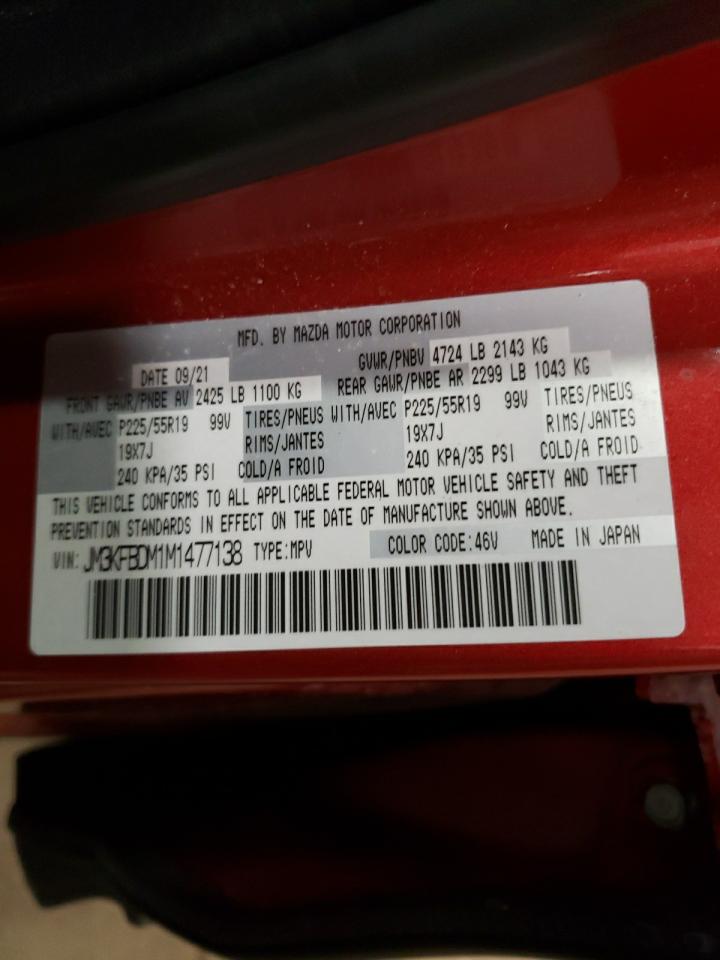 MFD. BY MAZDA MOTOR CORPORATION
DATE 09/21 GVWR/PNBV 4724 LB 2143 KG
FRONT GAWR/PNBE AV 2425 LB 1100 KG REAR GAWR/PNBE AR 2299 LB 1043 KG
WITH/AVEC P225/55R19 99V TIRES/PNEUS WITH/AVEC P225/55R19 99V TIRES/PNEUS
19X7J RIMS/JANTES 19X7J RIMS/JANTES
240 KPA/35 PSI COLD/A FROID 240 KPA/35 PSI COLD/A FROID
THIS VEHICLE CONFORMS TO ALL APPLICABLE FEDERAL MOTOR VEHICLE SAFETY AND THEFT
PREVENTION STANDARDS IN EFFECT ON THE DATE OF MANUFACTURE SHOWN ABOVE.
VIN: JM3KFBDM1M1477138 TYPE:MPV COLOR CODE:46V MADE IN JAPAN